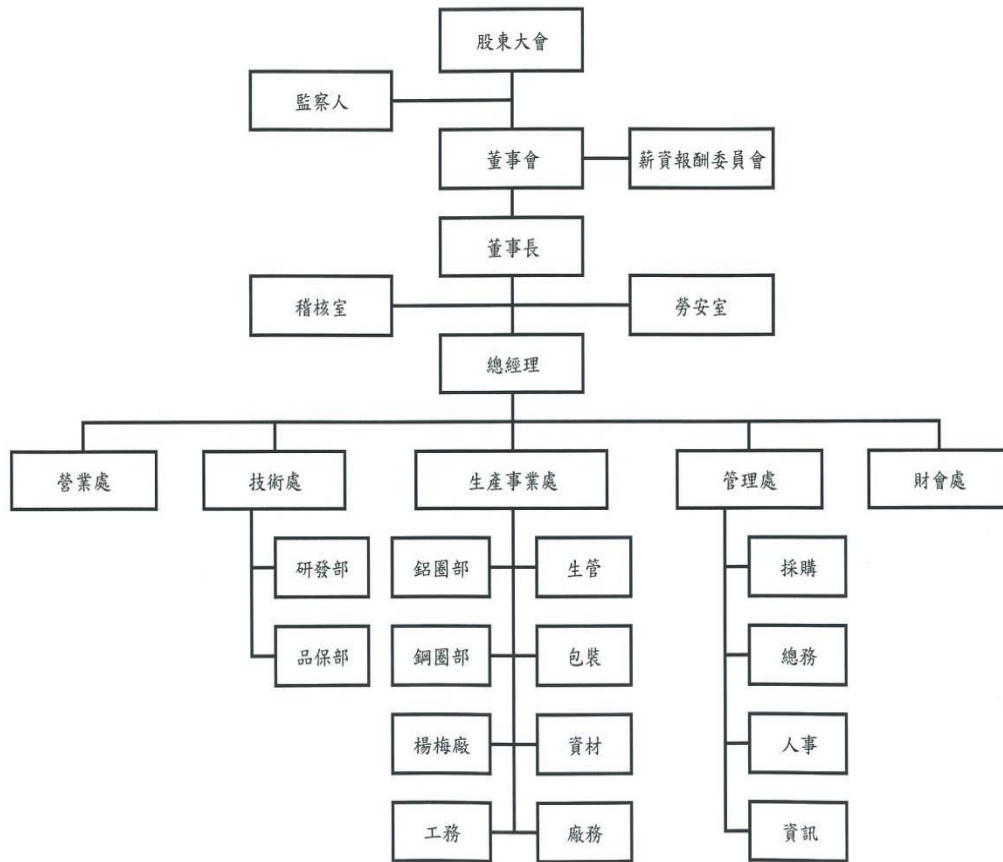 股東大會
監察人
董事會
薪資報酬委員會
董事長
稽核室
勞安室
總經理
營業處
技術處
生產事業處
管理處
財會處
研發部
鋁圈部
生管
採購
品保部
鋼圈部
包裝
總務
楊梅廠
資材
人事
工務
廠務
資訊